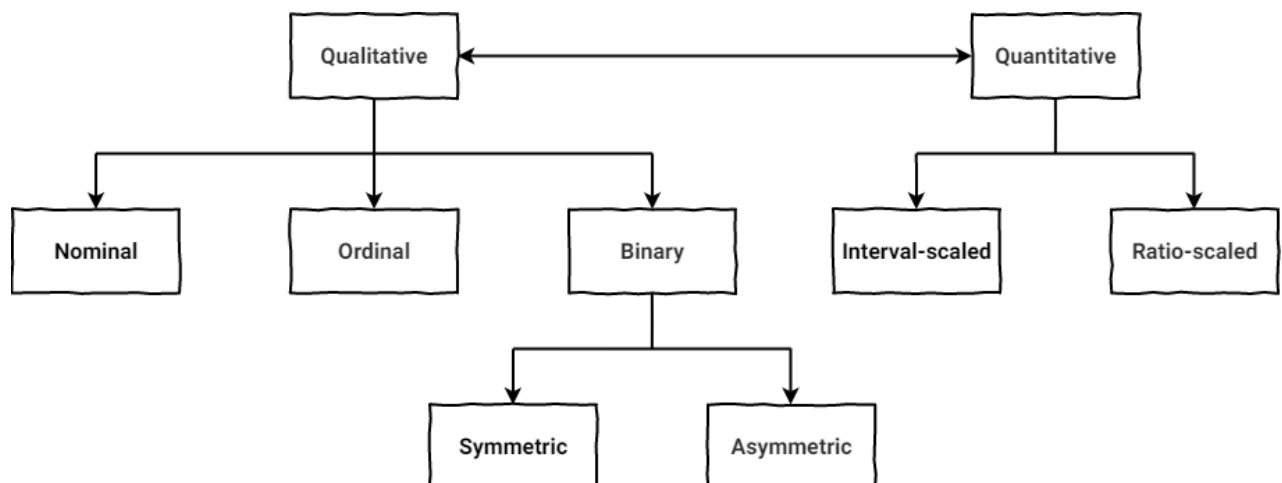 Qualitative
Quantitative
Nominal
Ordinal
Binary
Interval-scaled
Ratio-scaled
Symmetric
Asymmetric